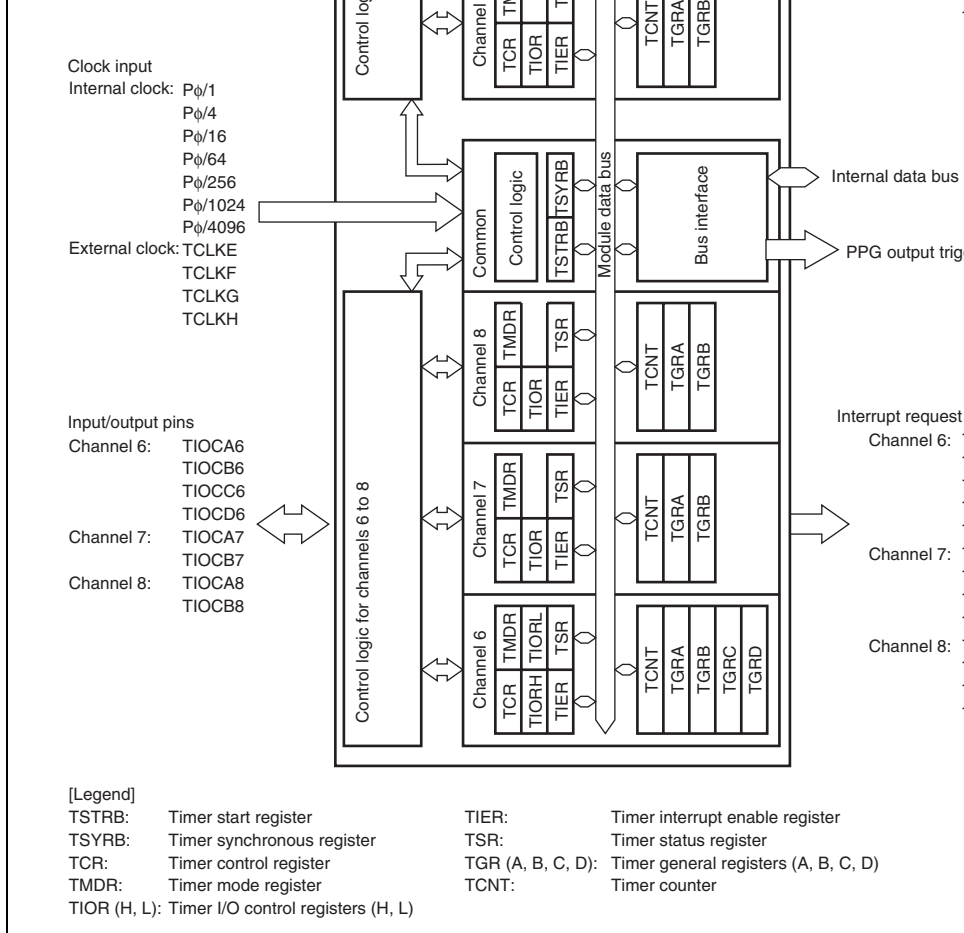 Control log
Channel
TCR
TIOR
TIER
TCNT
TGRA
TGRB
Clock input
Internal clock: Pϕ/1
Pϕ/4
Pϕ/16
Pϕ/64
Pϕ/256
Pϕ/1024
Pϕ/4096
External clock: TCLKE
TCLKF
TCLKG
TCLKH
Common
Control logic
TSTRB
TSYRB
Module data bus
Bus interface
Internal data bus
PPG output trig
Channel 8
TCR
TMDR
TIOR
TIER
TSR
TCNT
TGRA
TGRB
Input/output pins
Channel 6: TIOCA6
TIOCB6
TIOCC6
TIOCD6
Channel 7: TIOCA7
TIOCB7
Channel 8: TIOCA8
TIOCB8
Control logic for channels 6 to 8
Channel 7
TCR
TMDR
TIOR
TIER
TSR
TCNT
TGRA
TGRB
Interrupt request
Channel 6:
Channel 7:
Channel 8:
Channel 6
TCR
TMDR
TIORH
TIORL
TIER
TSR
TCNT
TGRA
TGRB
TGRC
TGRD
[Legend]
TSTRB: Timer start register
TSYRB: Timer synchronous register
TCR: Timer control register
TMDR: Timer mode register
TIOR (H, L): Timer I/O control registers (H, L)
TIER: Timer interrupt enable register
TSR: Timer status register
TGR (A, B, C, D): Timer general registers (A, B, C, D)
TCNT: Timer counter